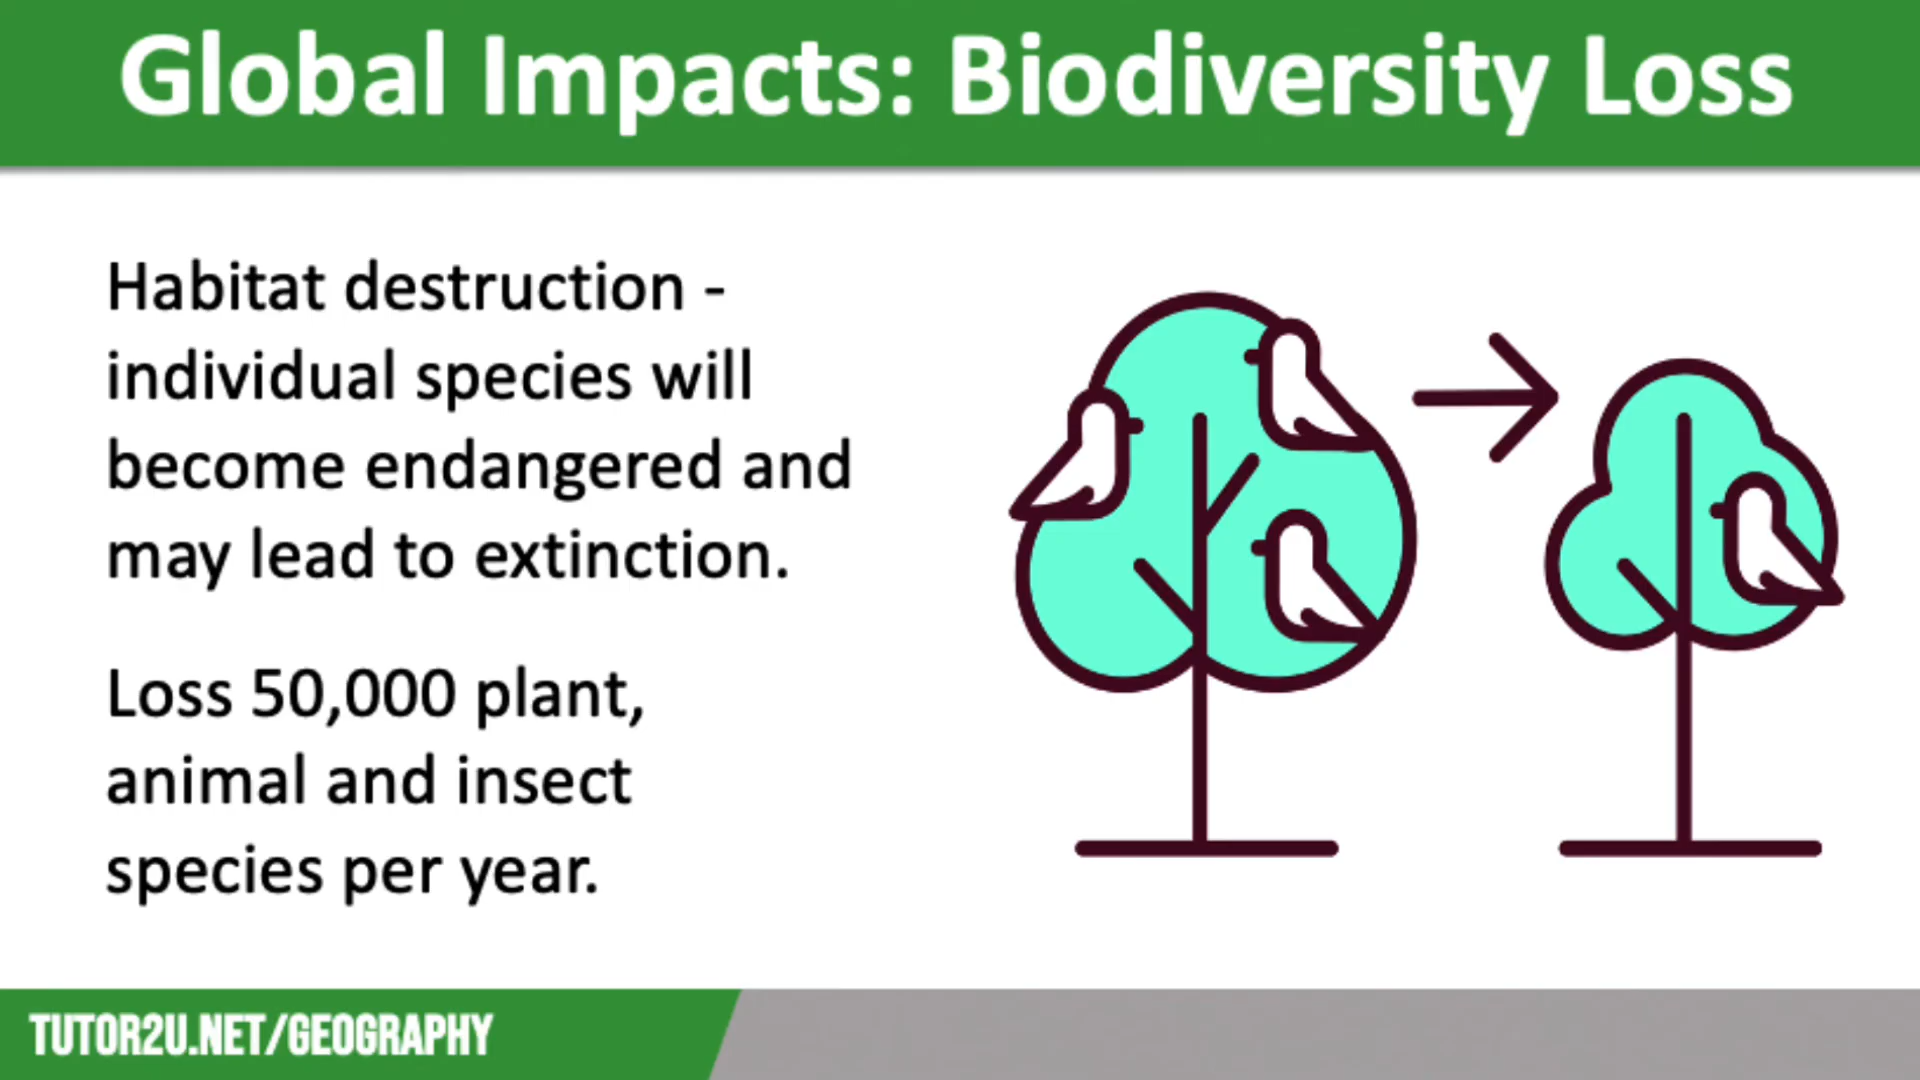 Global Impacts: Biodiversity Loss
Habitat destruction -
individual species will
become endangered and
may lead to extinction.
Loss 50,000 plant,
animal and insect
species per year.
TUTOR2U.NET/GEOGRAPHY